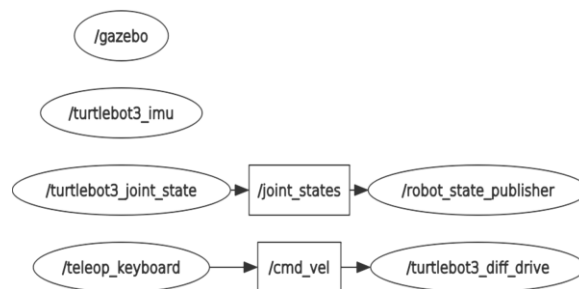 /gazebo
/turtlebot3_imu
/turtlebot3_joint_state /joint_states /robot_state_publisher
/teleop_keyboard /cmd_vel /turtlebot3_diff_drive